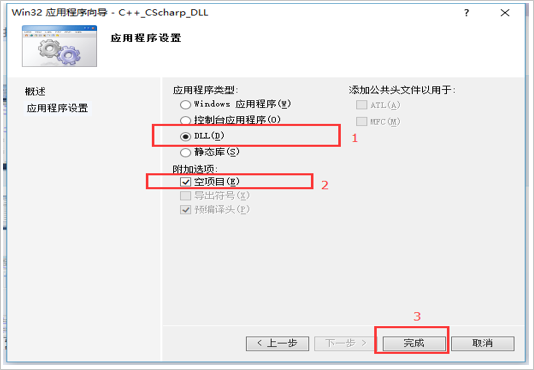 Win32 应用程序向导 - C++_CScharp_DLL
?
应用程序设置
概述
应用程序设置
应用程序类型:
Windows 应用程序(W)
控制台应用程序(O)
DLL(D)
1
静态库(S)
附加选项:
空项目(E)
2
导出符号(X)
预编译头(P)
添加公共头文件以用于:
ATL(A)
MFC(M)
3
< 上一步
下一步 >
完成
取消